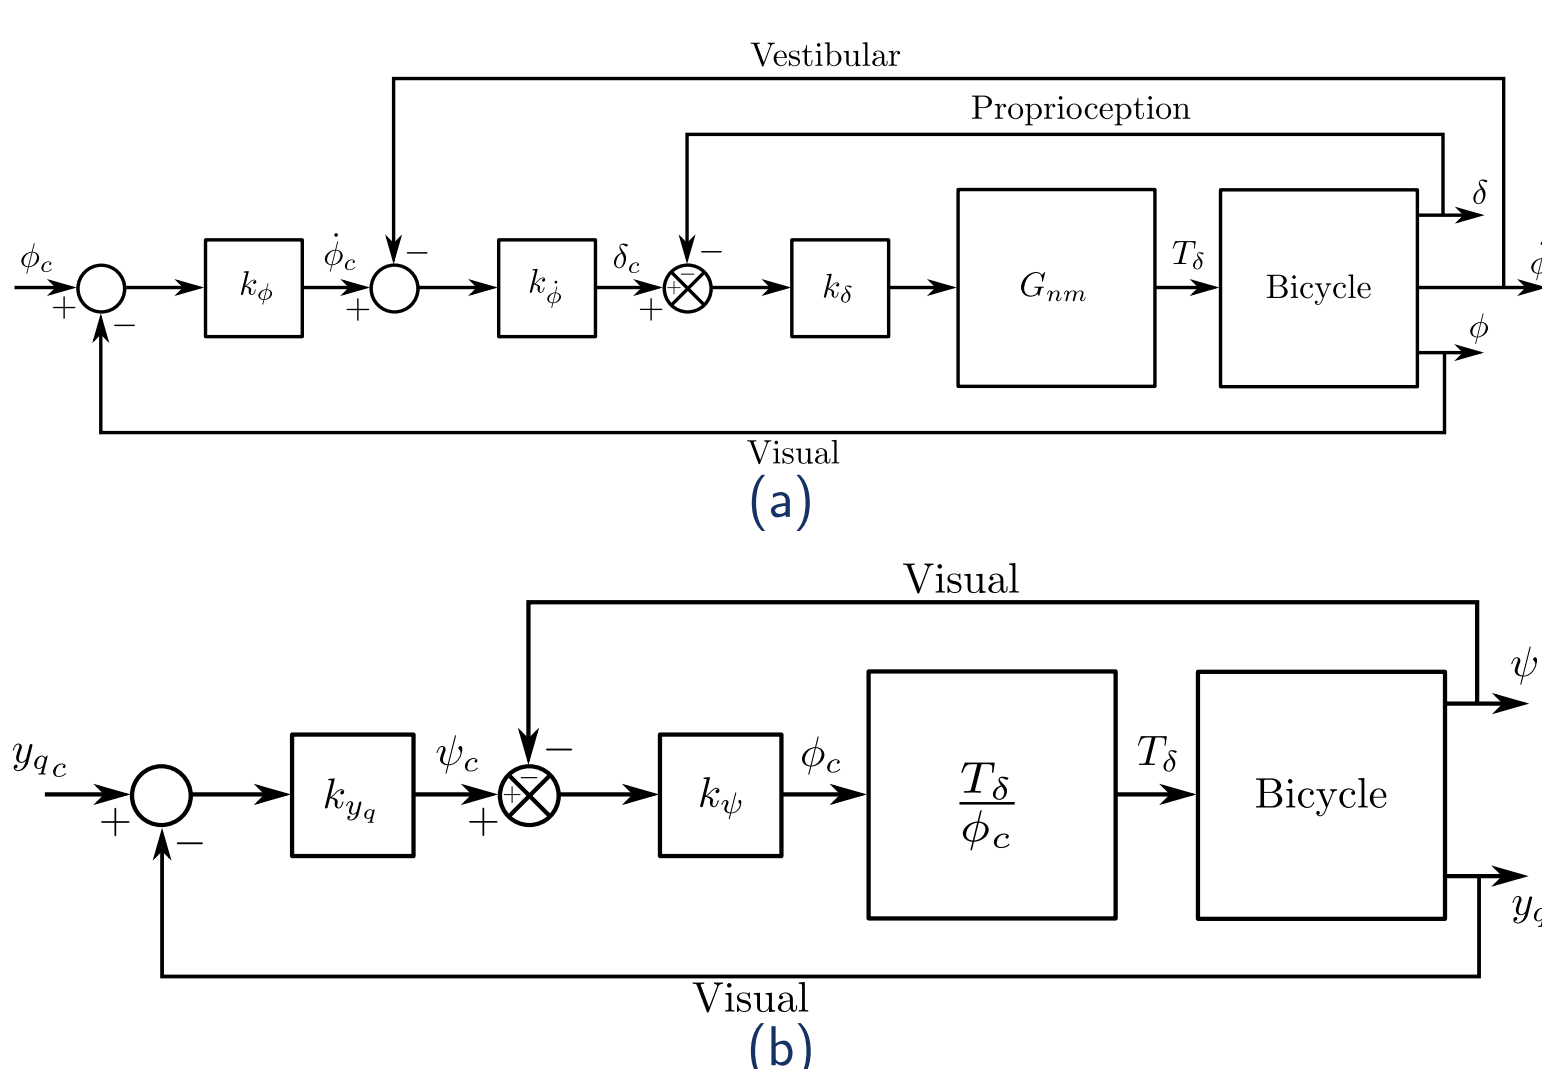 Vestibular
Proprioception
δ
ϕ_c + − k_ϕ ϕ̇_c + − k_ϕ̇ δ_c + − + − k_δ G_nm T_δ Bicycle ϕ̇
ϕ
Visual
(a)
Visual
ψ
y_{q_c} + − k_{y_q} ψ_c + − + − k_ψ ϕ_c T_δ/ϕ_c T_δ Bicycle
y_q
Visual
(b)